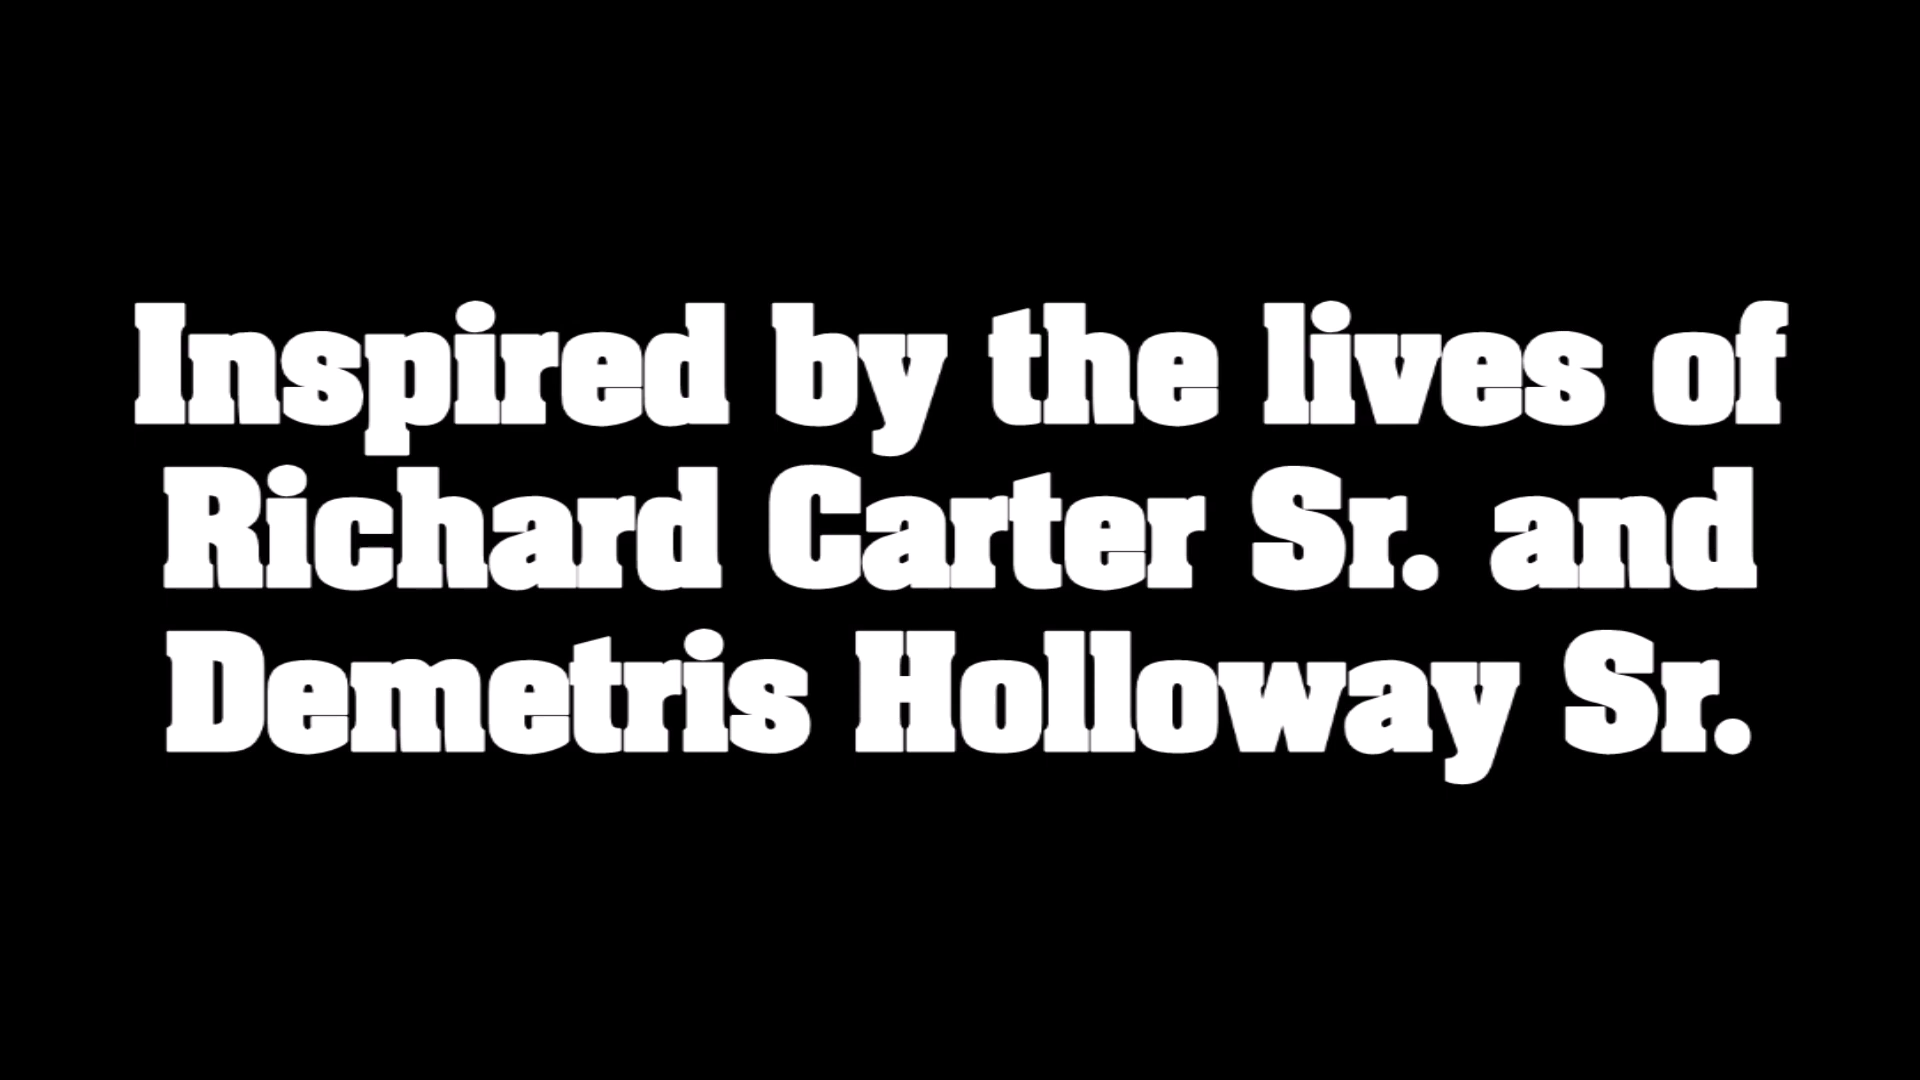 Inspired by the lives of
Richard Carter Sr. and
Demetris Holloway Sr.